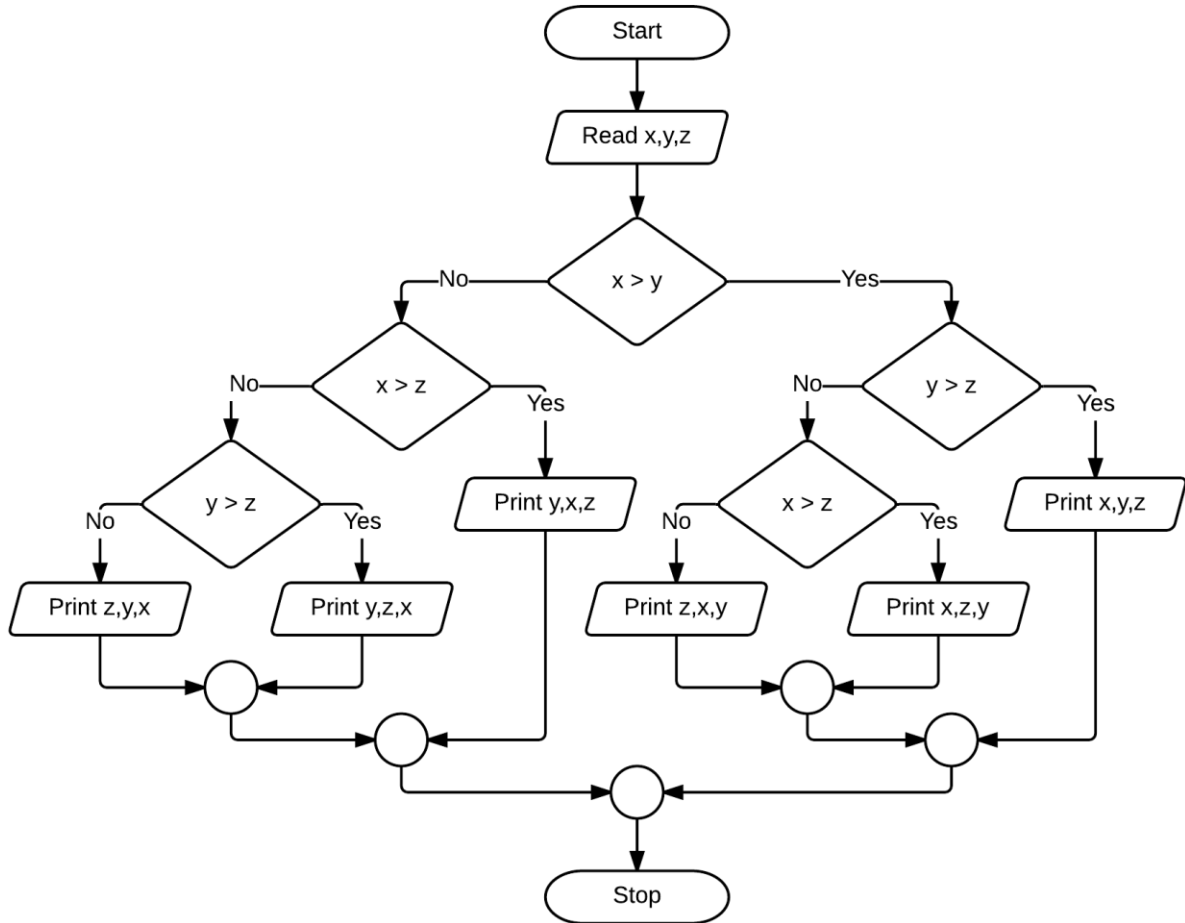 Start
Read x,y,z
x > y
No
Yes
x > z
No
Yes
y > z
No
Yes
y > z
No
Yes
x > z
No
Yes
Print y,x,z
Print x,y,z
Print z,y,x
Print y,z,x
Print z,x,y
Print x,z,y
Stop